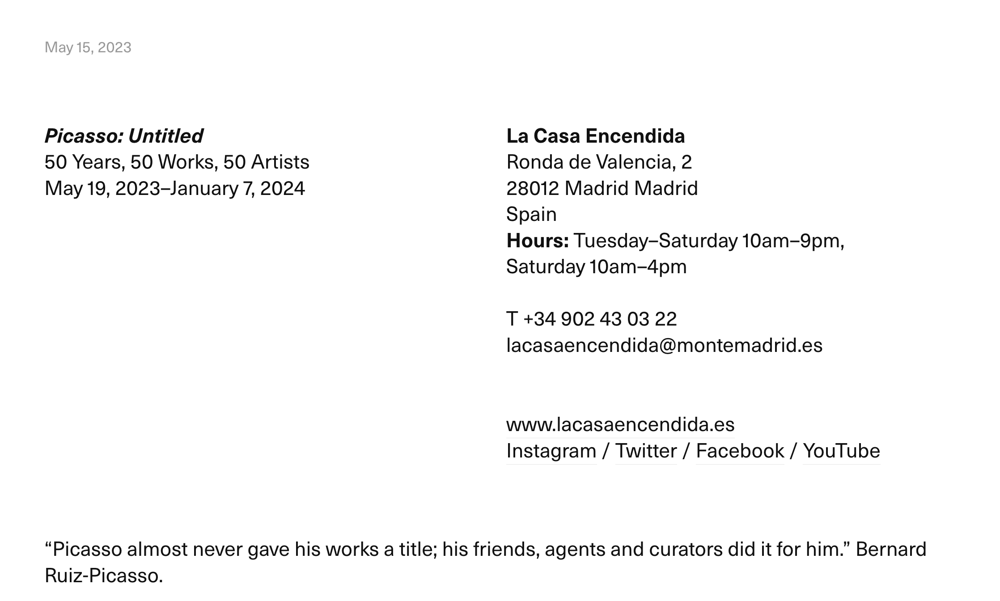 May 15, 2023
Picasso: Untitled
50 Years, 50 Works, 50 Artists
May 19, 2023–January 7, 2024
La Casa Encendida
Ronda de Valencia, 2
28012 Madrid Madrid
Spain
Hours: Tuesday–Saturday 10am–9pm,
Saturday 10am–4pm
T +34 902 43 03 22
lacasaencendida@montemadrid.es
www.lacasaencendida.es
Instagram / Twitter / Facebook / YouTube
“Picasso almost never gave his works a title; his friends, agents and curators did it for him.” Bernard
Ruiz-Picasso.